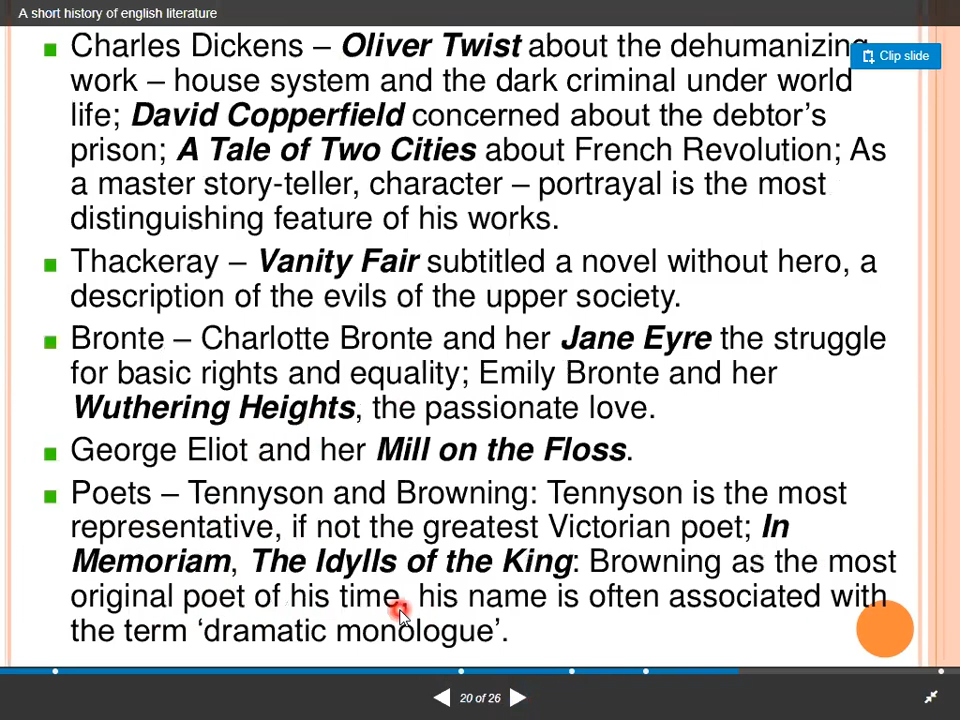 A short history of english literature
Charles Dickens – Oliver Twist about the dehumanizing
Clip slide
work – house system and the dark criminal under world
life; David Copperfield concerned about the debtor's
prison; A Tale of Two Cities about French Revolution; As
a master story-teller, character – portrayal is the most
distinguishing feature of his works.
Thackeray – Vanity Fair subtitled a novel without hero, a
description of the evils of the upper society.
Bronte – Charlotte Bronte and her Jane Eyre the struggle
for basic rights and equality; Emily Bronte and her
Wuthering Heights, the passionate love.
George Eliot and her Mill on the Floss.
Poets – Tennyson and Browning: Tennyson is the most
representative, if not the greatest Victorian poet; In
Memoriam, The Idylls of the King: Browning as the most
original poet of his time, his name is often associated with
the term ‘dramatic monologue’.
20 of 26